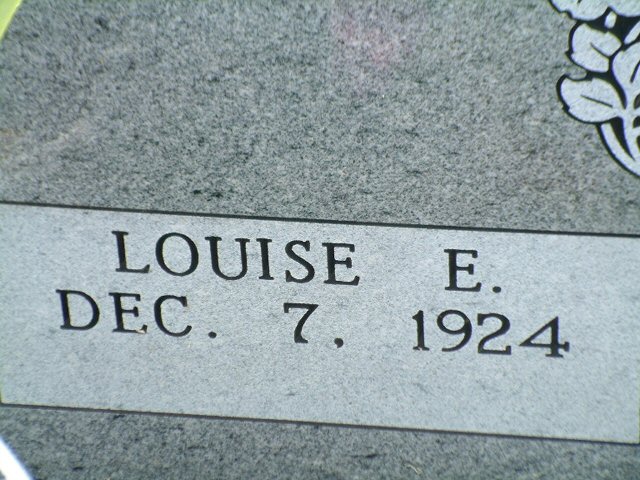 LOUISE E.
DEC. 7, 1924